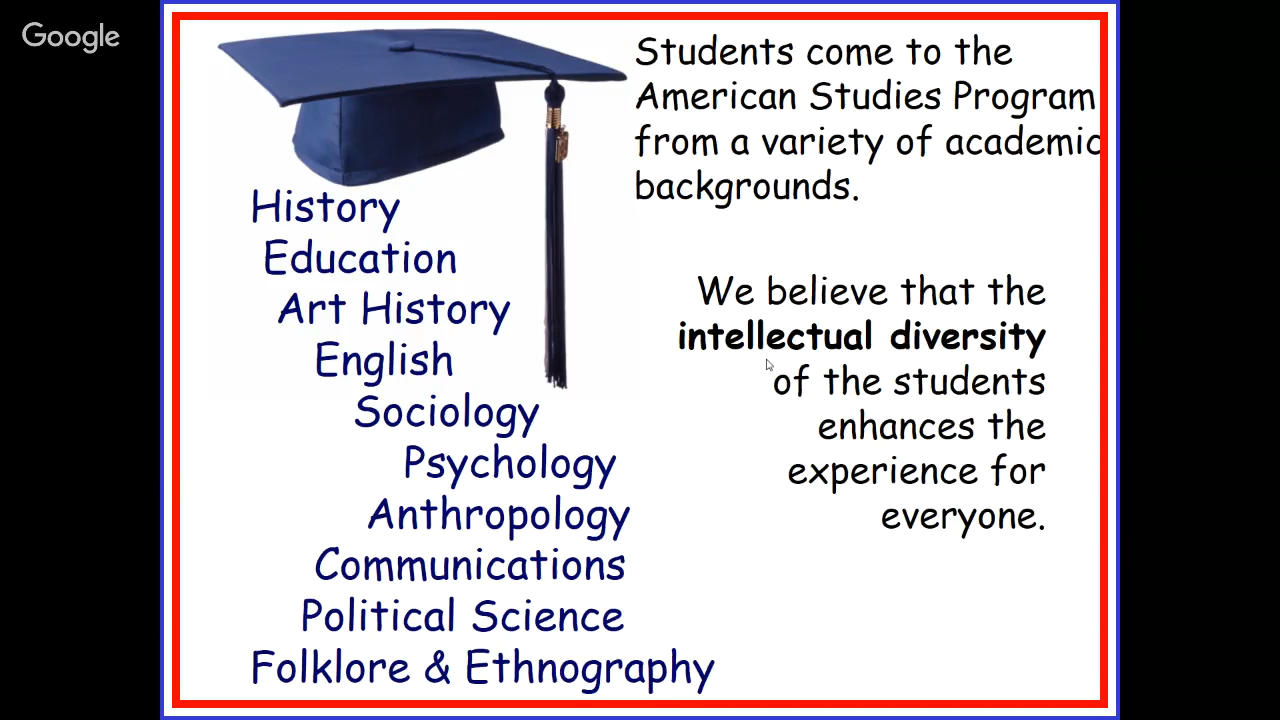 Google
Students come to the
American Studies Program
from a variety of academic
backgrounds.
History
Education
Art History
English
Sociology
Psychology
Anthropology
Communications
Political Science
Folklore & Ethnography
We believe that the
intellectual diversity
of the students
enhances the
experience for
everyone.